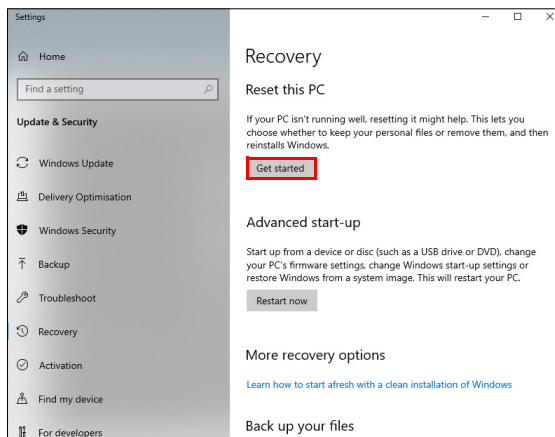 Settings
Home
Find a setting
Update & Security
Windows Update
Delivery Optimisation
Windows Security
Backup
Troubleshoot
Recovery
Activation
Find my device
For developers
Recovery
Reset this PC
If your PC isn't running well, resetting it might help. This lets you
choose whether to keep your personal files or remove them, and then
reinstalls Windows.
Get started
Advanced start-up
Start up from a device or disc (such as a USB drive or DVD), change
your PC's firmware settings, change Windows start-up settings or
restore Windows from a system image. This will restart your PC.
Restart now
More recovery options
Learn how to start afresh with a clean installation of Windows
Back up your files